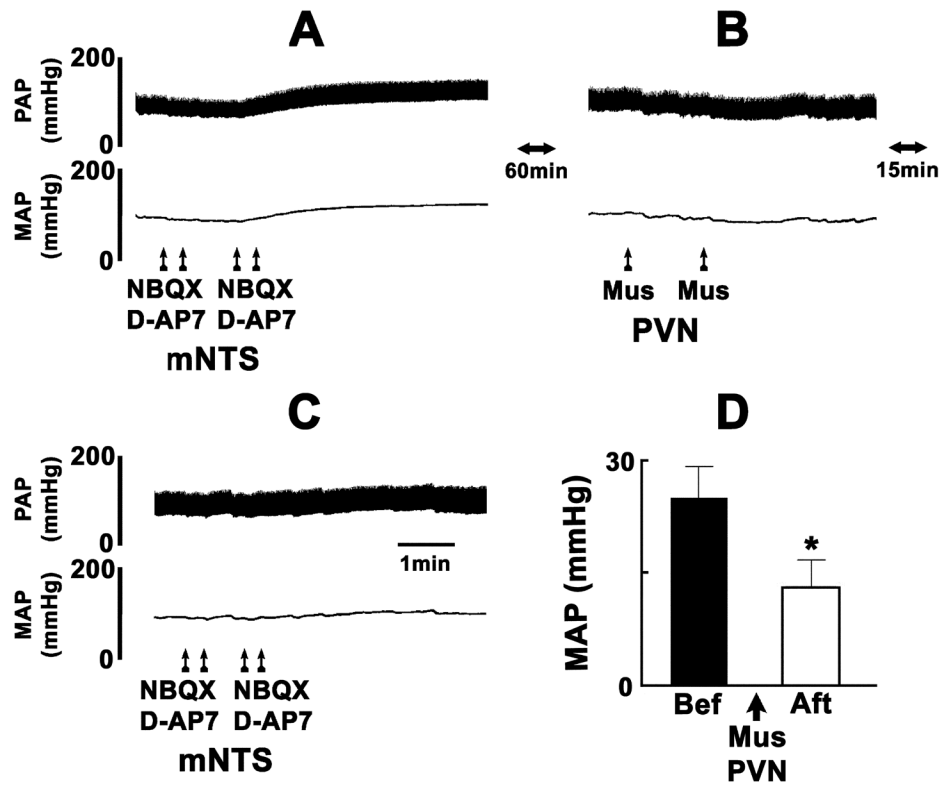 A
B
200
PAP
(mmHg)
0
60min
15min
200
MAP
(mmHg)
0
NBQX NBQX
D-AP7 D-AP7
mNTS
Mus Mus
PVN
C
D
200
PAP
(mmHg)
0
1min
200
MAP
(mmHg)
0
NBQX NBQX
D-AP7 D-AP7
mNTS
30
MAP (mmHg)
0
*
Bef Aft
Mus
PVN